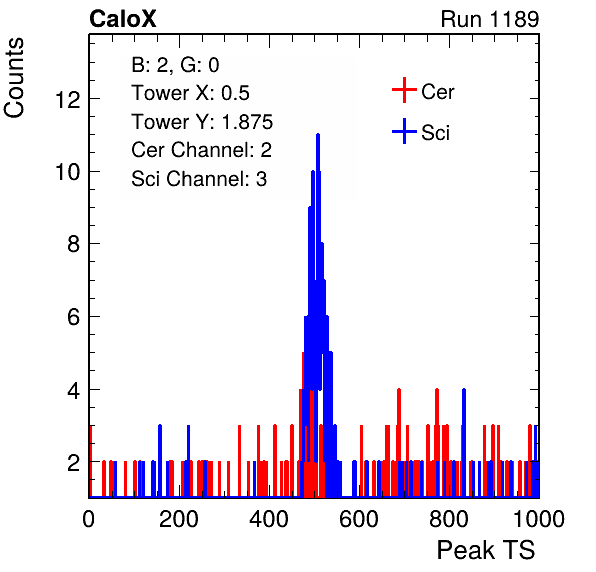 CaloX Run 1189
Counts
B: 2, G: 0
Tower X: 0.5
Tower Y: 1.875
Cer Channel: 2
Sci Channel: 3
Cer
Sci
12
10
8
6
4
2
0 200 400 600 800 1000
Peak TS